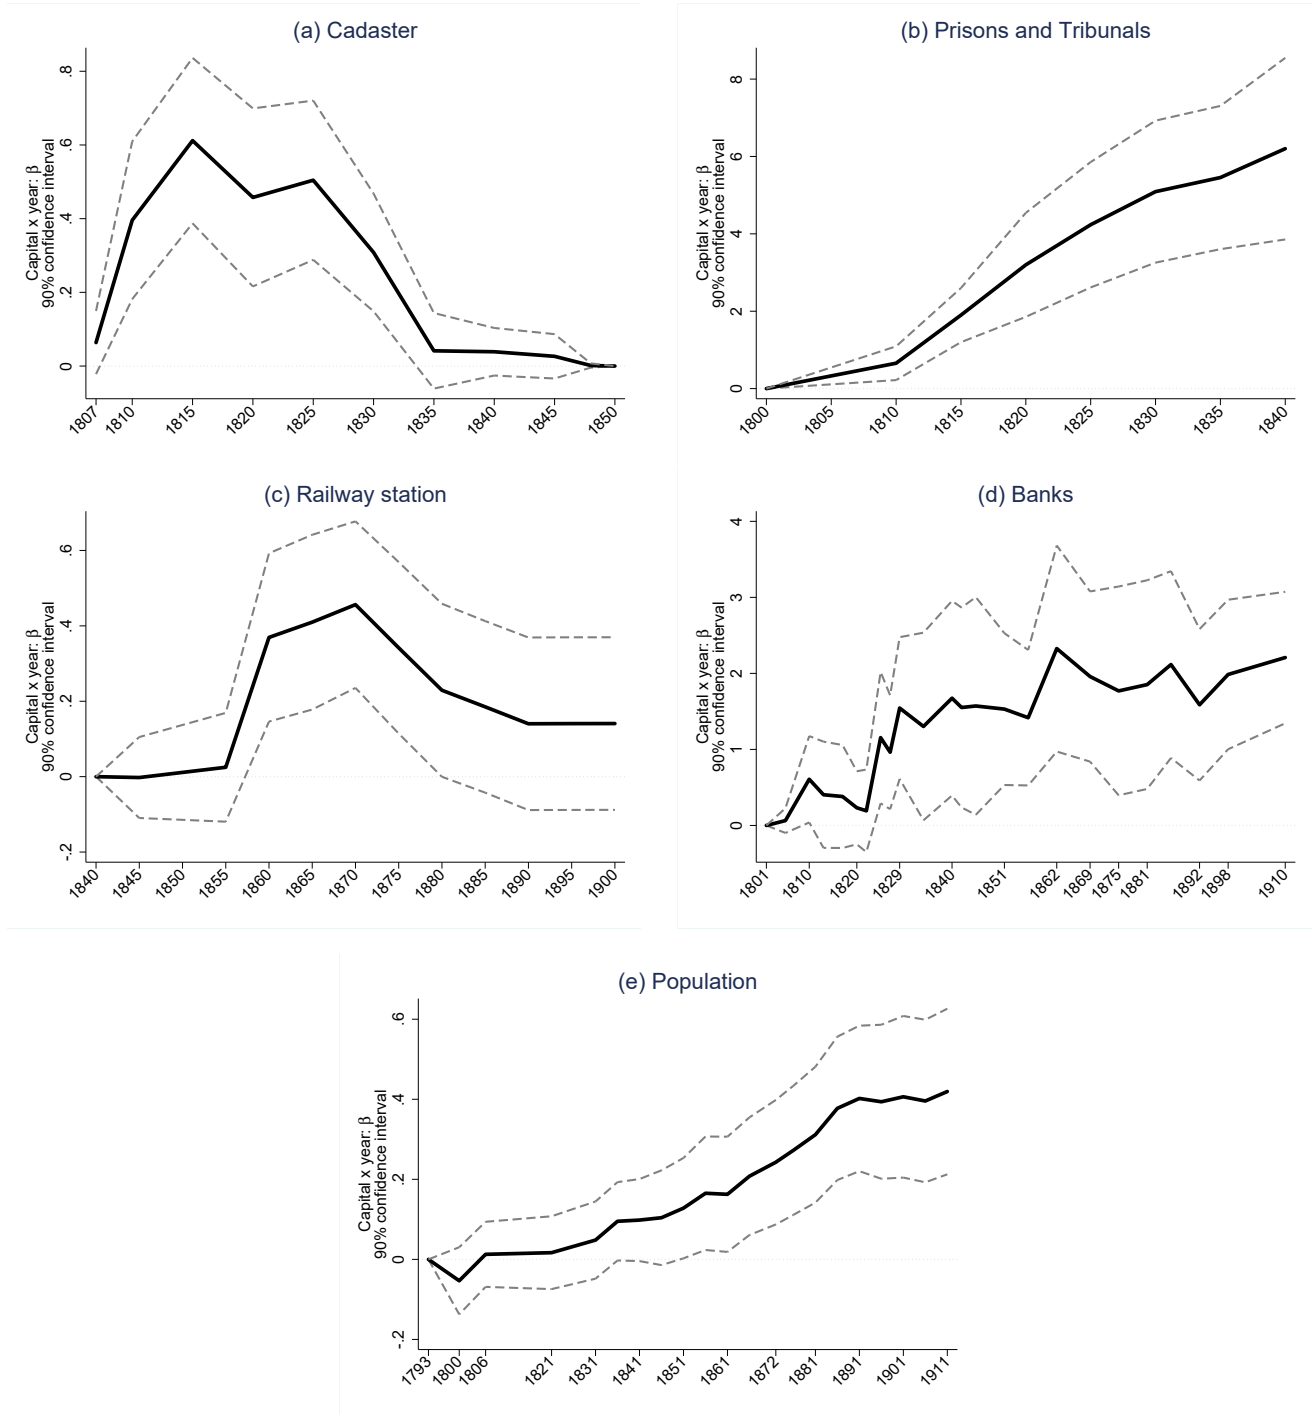 (a) Cadaster
Capital x year: β
90% confidence interval
.8
.6
.4
.2
0
1807 1810 1815 1820 1825 1830 1835 1840 1845 1850
(b) Prisons and Tribunals
Capital x year: β
90% confidence interval
8
6
4
2
0
1800 1805 1810 1815 1820 1825 1830 1835 1840
(c) Railway station
Capital x year: β
90% confidence interval
.6
.4
.2
0
-.2
1840 1845 1850 1855 1860 1865 1870 1875 1880 1885 1890 1895 1900
(d) Banks
Capital x year: β
90% confidence interval
4
3
2
1
0
1801 1810 1820 1829 1840 1851 1862 1869 1875 1881 1892 1898 1910
(e) Population
Capital x year: β
90% confidence interval
.6
.4
.2
0
-.2
1793 1800 1806 1821 1831 1841 1851 1861 1872 1881 1891 1901 1911